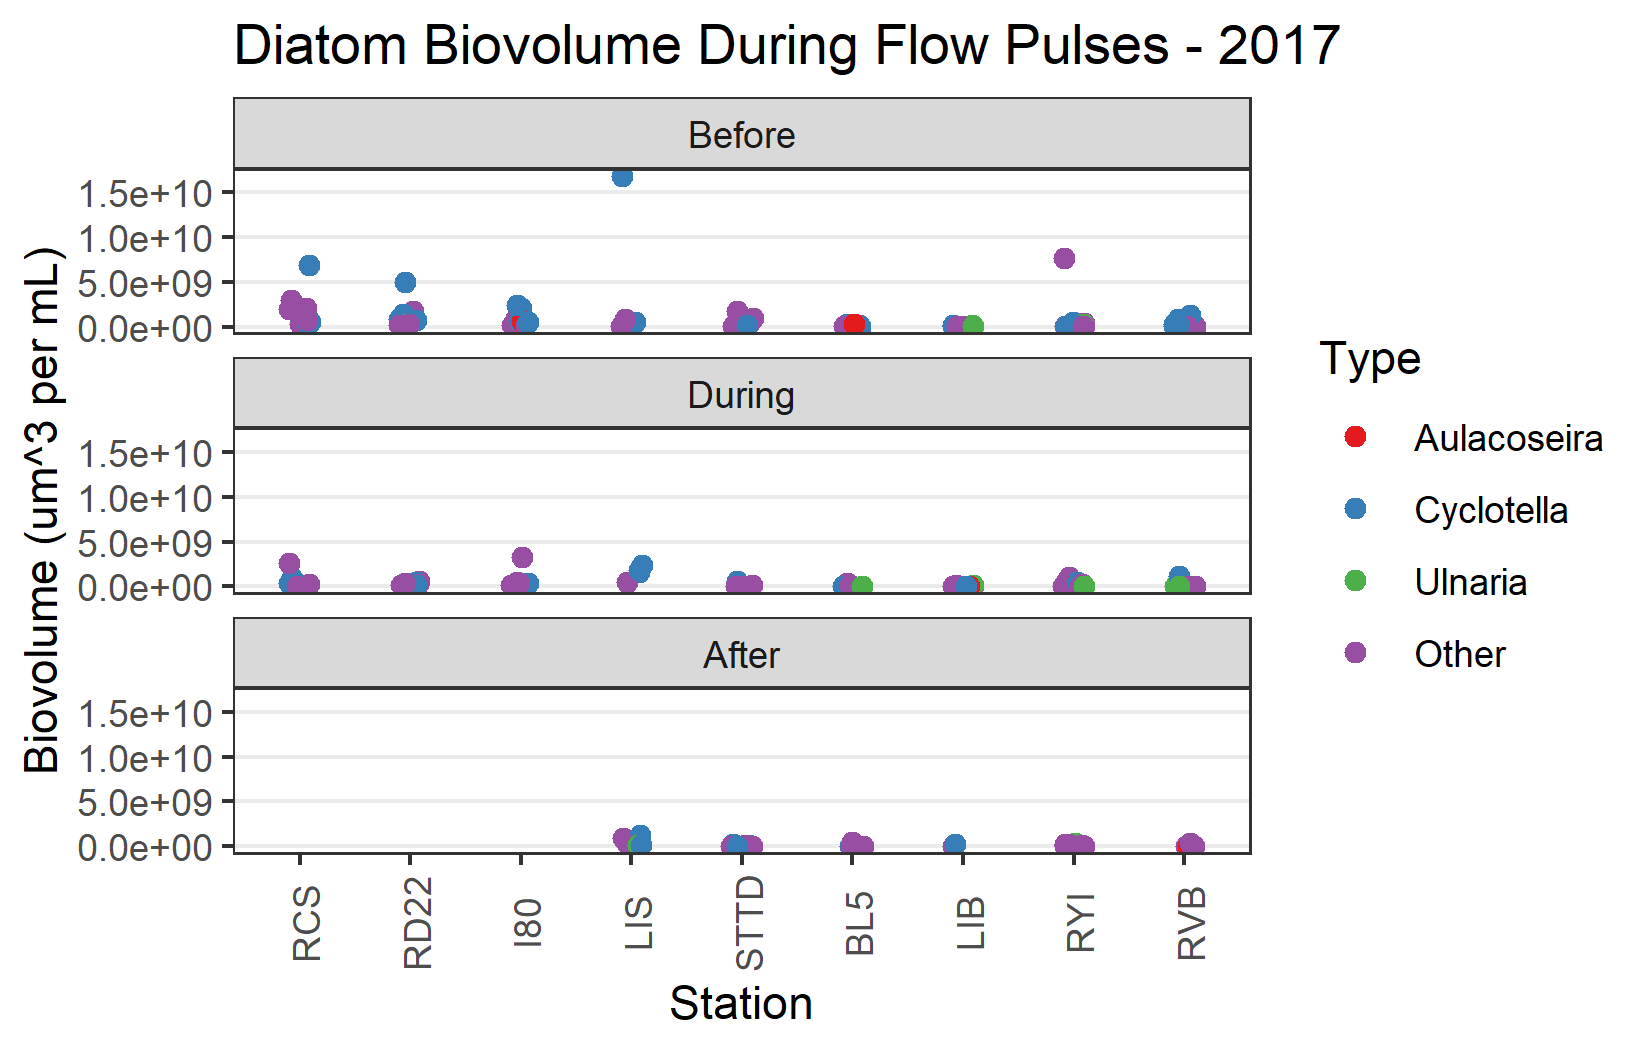 Diatom Biovolume During Flow Pulses - 2017
Biovolume (um^3 per mL)
Before
1.5e+10
1.0e+10
5.0e+09
0.0e+00
During
1.5e+10
1.0e+10
5.0e+09
0.0e+00
After
1.5e+10
1.0e+10
5.0e+09
0.0e+00
RCS
RD22
I80
LIS
STTD
BL5
LIB
RYI
RVB
Station
Type
Aulacoseira
Cyclotella
Ulnaria
Other